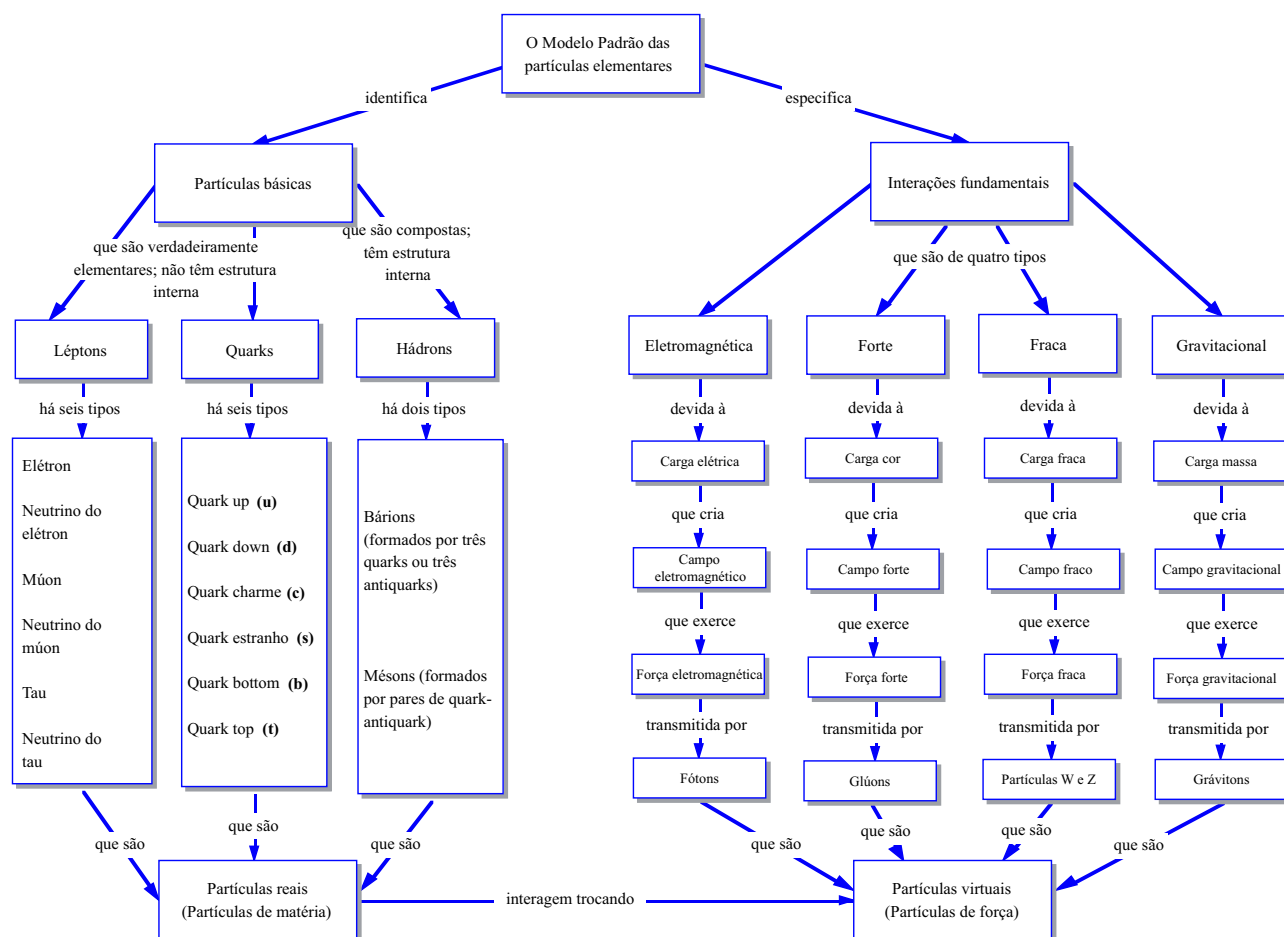 O Modelo Padrão das
partículas elementares
identifica
especifica
Partículas básicas
Interações fundamentais
que são verdadeiramente
elementares; não têm estrutura
interna
que são compostas;
têm estrutura
interna
que são de quatro tipos
Léptons
Quarks
Hádrons
Eletromagnética
Forte
Fraca
Gravitacional
há seis tipos
há seis tipos
há dois tipos
devida à
devida à
devida à
devida à
Elétron
Neutrino do
elétron
Múon
Neutrino do
múon
Tau
Neutrino do
tau
Quark up (u)
Quark down (d)
Quark charme (c)
Quark estranho (s)
Quark bottom (b)
Quark top (t)
Bárions
(formados por três
quarks ou três
antiquarks)
Mésons (formados
por pares de quark-
antiquark)
Carga elétrica
Carga cor
Carga fraca
Carga massa
que cria
que cria
que cria
que cria
Campo
eletromagnético
Campo forte
Campo fraco
Campo gravitacional
que exerce
que exerce
que exerce
que exerce
Força eletromagnética
Força forte
Força fraca
Força gravitacional
transmitida por
transmitida por
transmitida por
transmitida por
Fótons
Glúons
Partículas W e Z
Grávitons
que são
que são
que são
que são
que são
que são
que são
Partículas reais
(Partículas de matéria)
interagem trocando
Partículas virtuais
(Partículas de força)